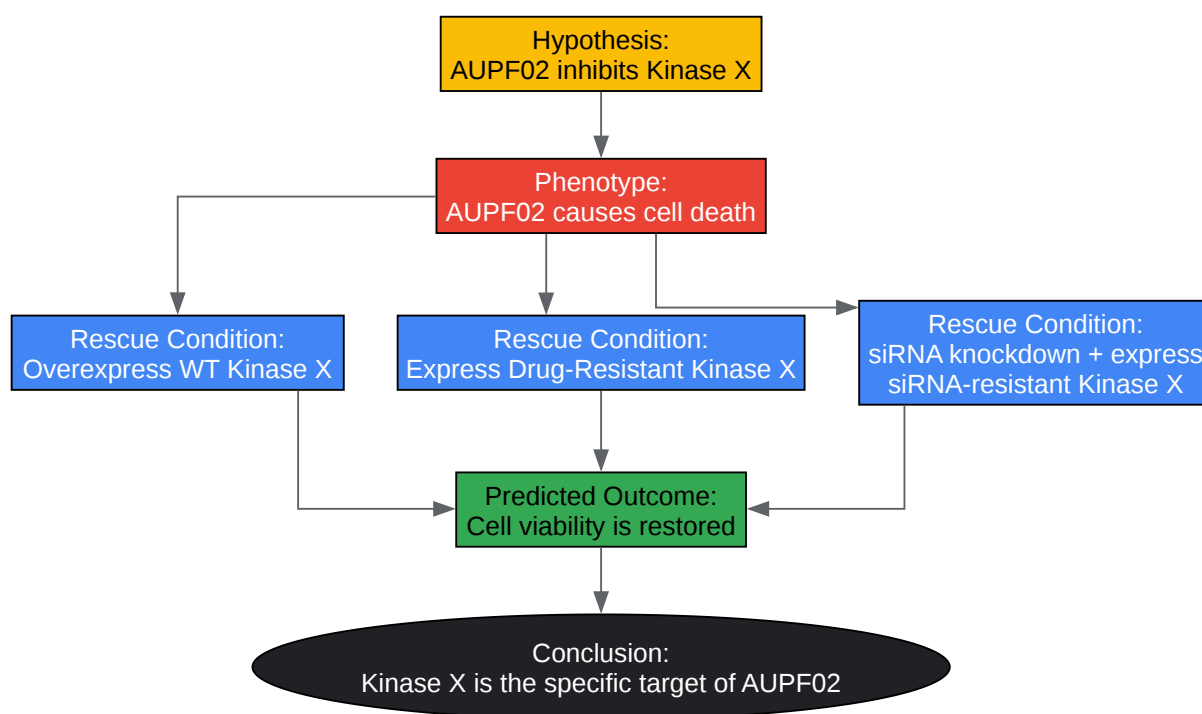 Hypothesis:
AUPF02 inhibits Kinase X
Phenotype:
AUPF02 causes cell death
Rescue Condition:
Overexpress WT Kinase X
Rescue Condition:
Express Drug-Resistant Kinase X
Rescue Condition:
siRNA knockdown + express
siRNA-resistant Kinase X
Predicted Outcome:
Cell viability is restored
Conclusion:
Kinase X is the specific target of AUPF02